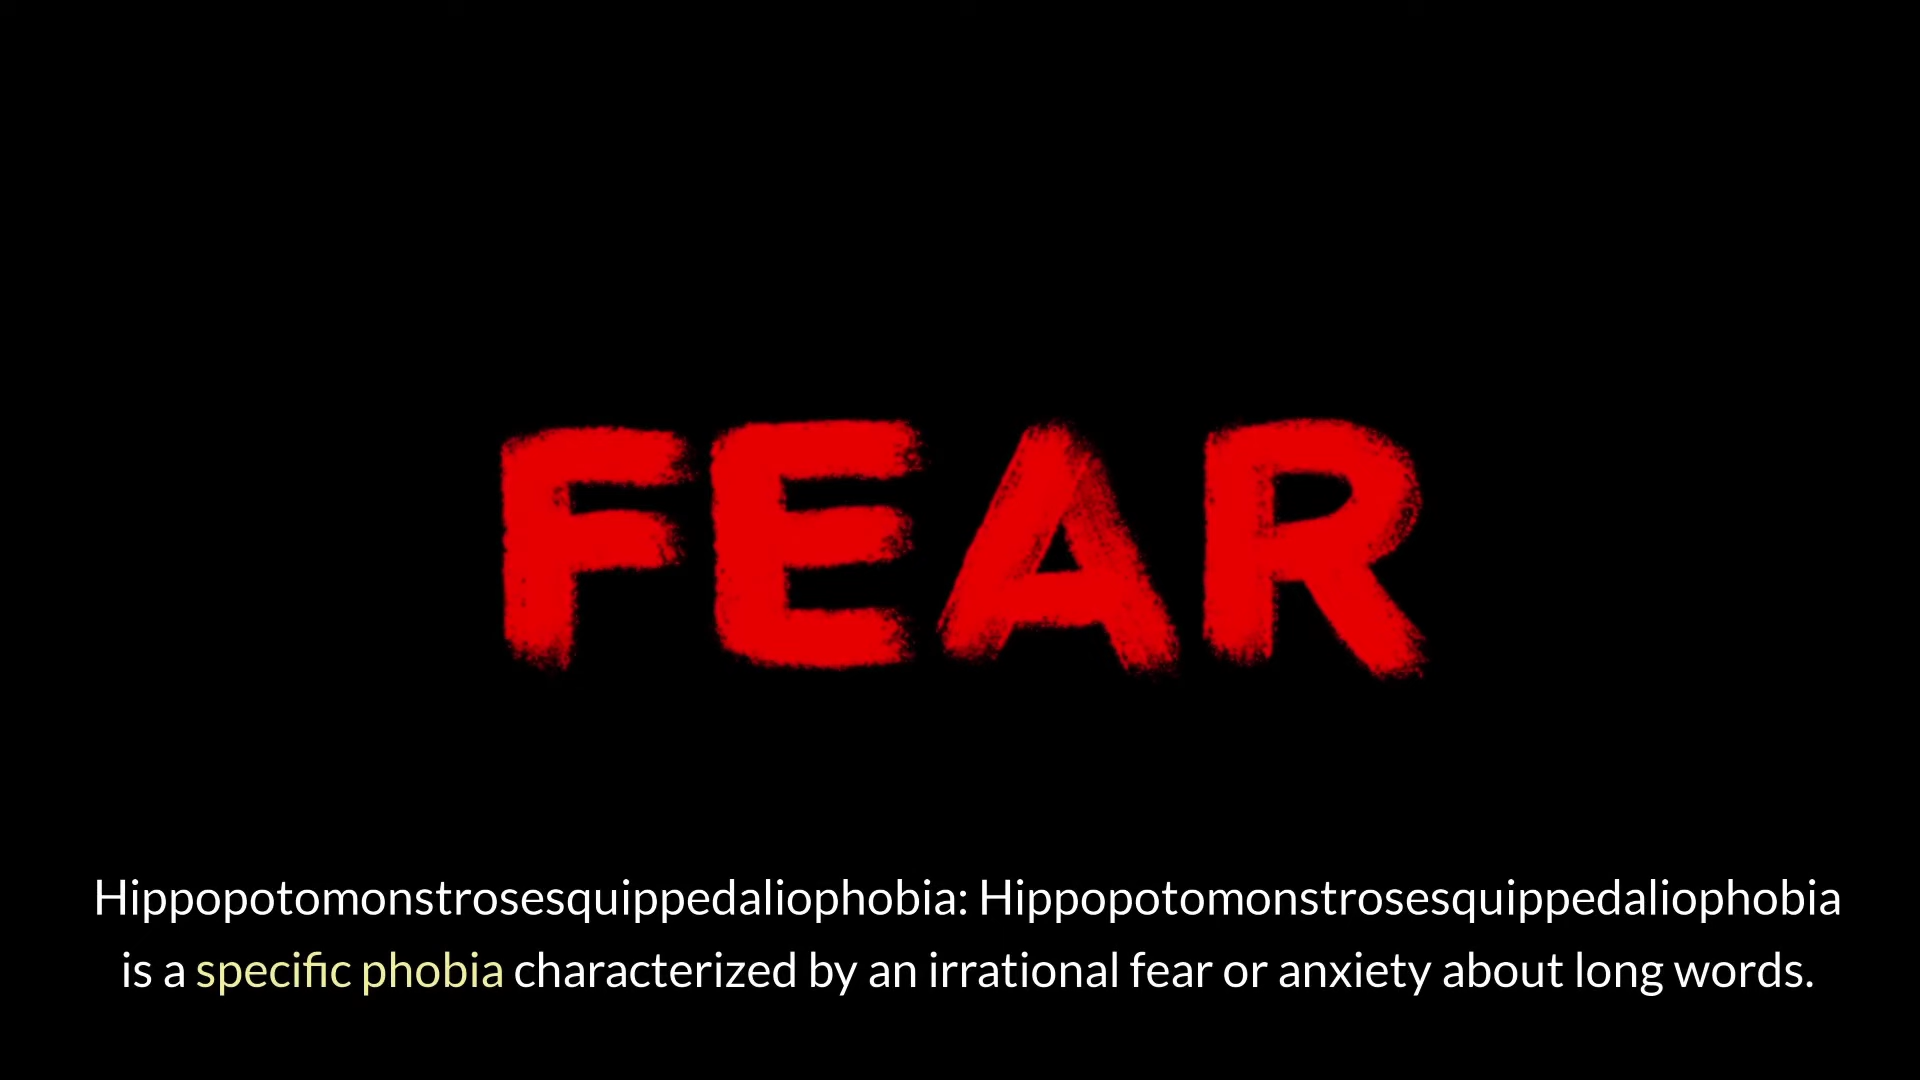 FEAR
Hippopotomonstrosesquippedaliophobia: Hippopotomonstrosesquippedaliophobia
is a specific phobia characterized by an irrational fear or anxiety about long words.